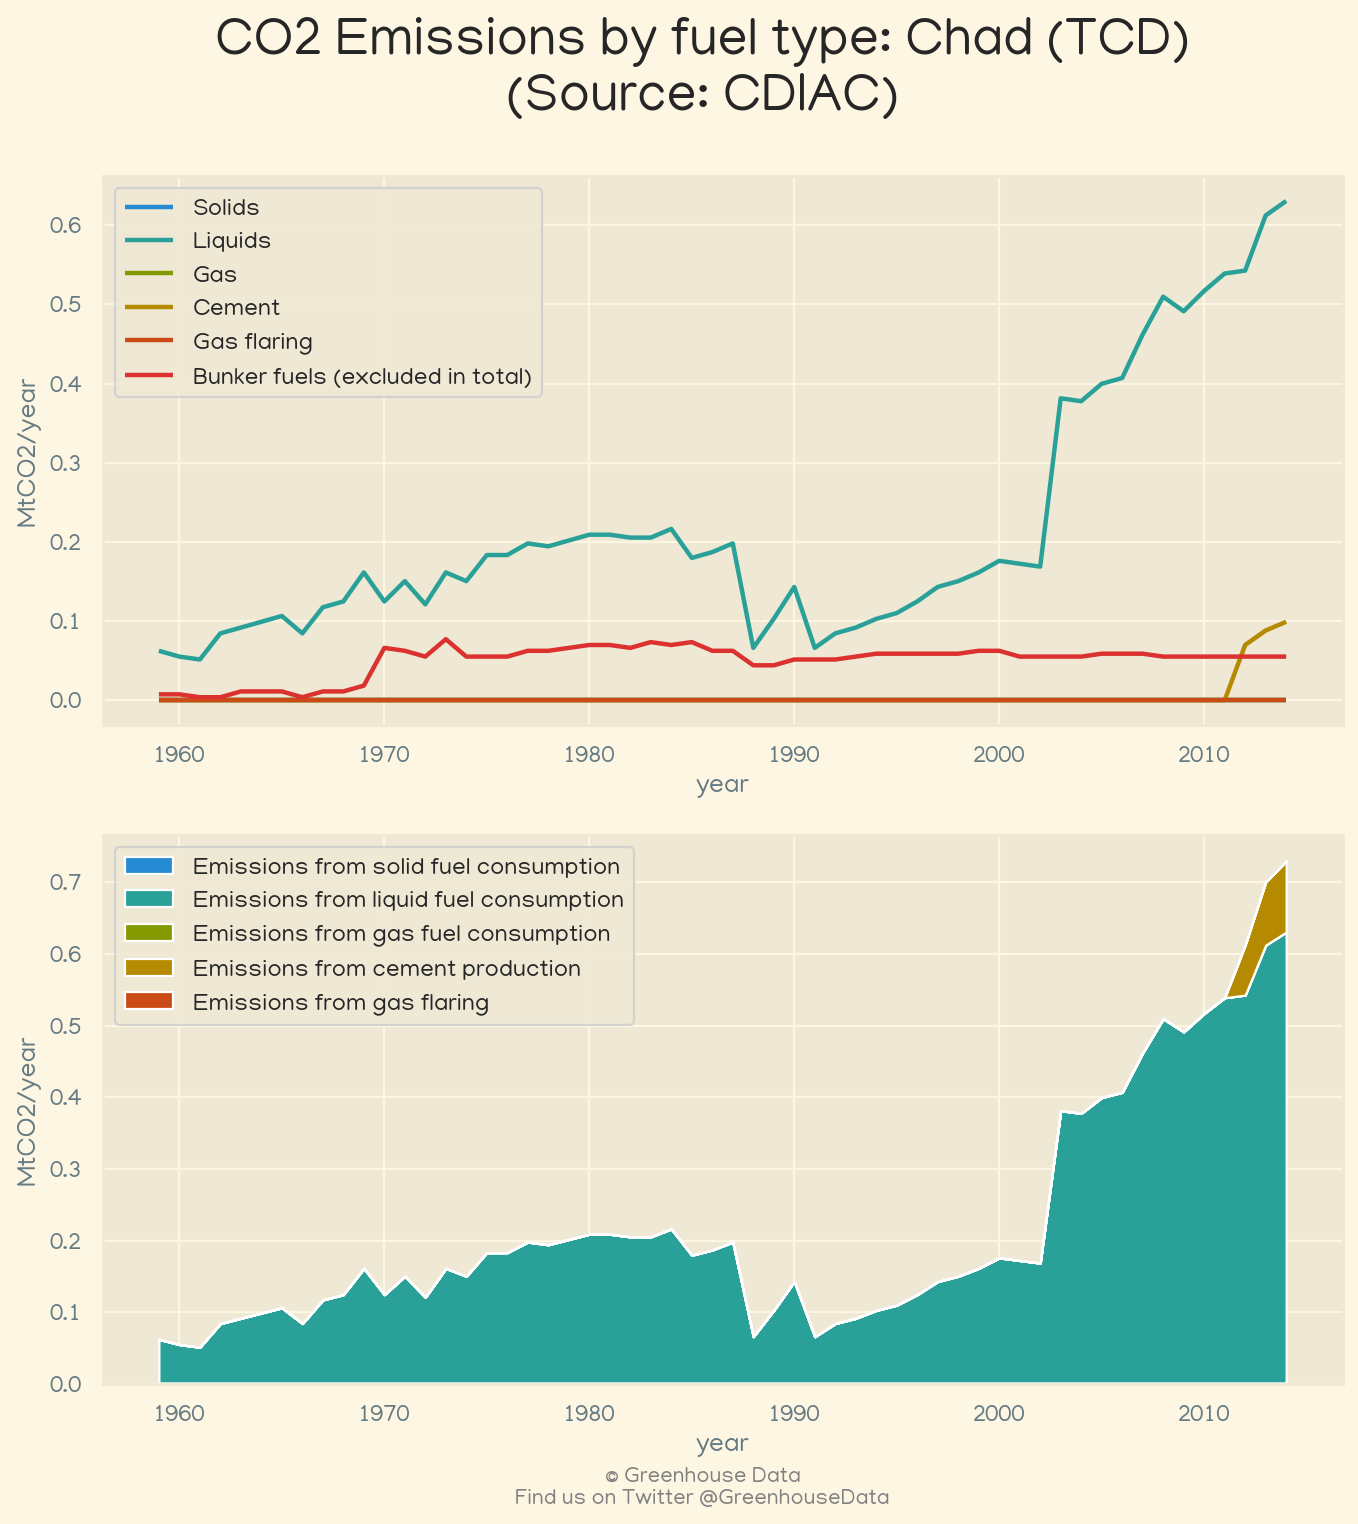 CO2 Emissions by fuel type: Chad (TCD)
(Source: CDIAC)
Solids
Liquids
Gas
Cement
Gas flaring
Bunker fuels (excluded in total)
MtCO2/year
0.6
0.5
0.4
0.3
0.2
0.1
0.0
1960 1970 1980 1990 2000 2010
year
Emissions from solid fuel consumption
Emissions from liquid fuel consumption
Emissions from gas fuel consumption
Emissions from cement production
Emissions from gas flaring
MtCO2/year
0.7
0.6
0.5
0.4
0.3
0.2
0.1
0.0
1960 1970 1980 1990 2000 2010
year
© Greenhouse Data
Find us on Twitter @GreenhouseData